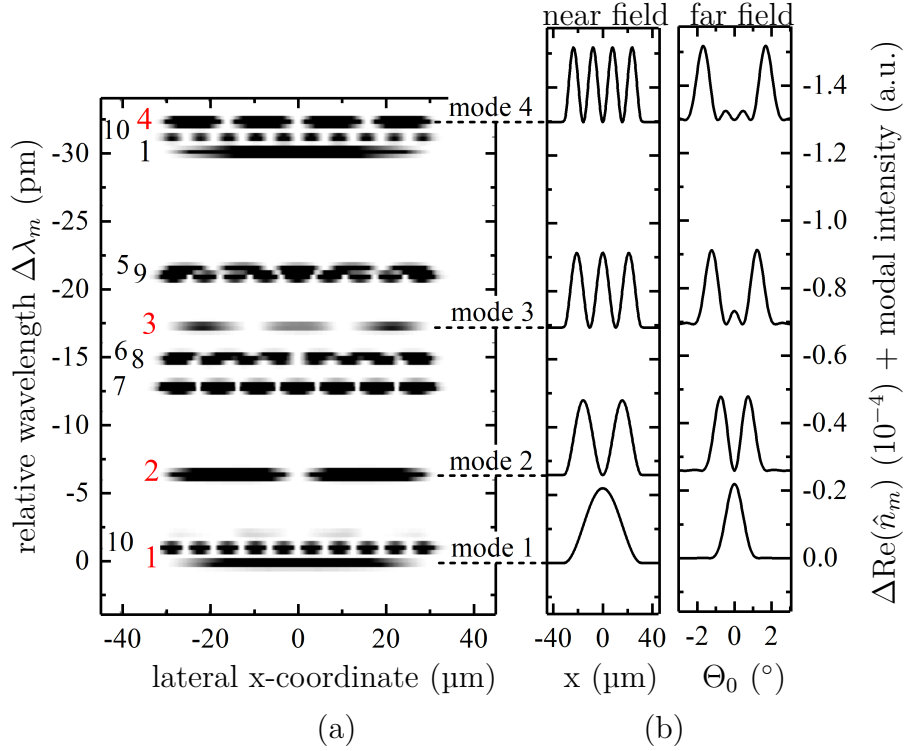 near field far field
mode 4
mode 3
mode 2
mode 1
4
10
1
5
9
3
6 8
7
2
10
1
-30
-25
-20
-15
-10
-5
0
relative wavelength Δλₘ (pm)
-40 -20 0 20 40
lateral x-coordinate (µm)
(a)
-40 0 40
x (µm)
-2 0 2
Θ₀ (°)
(b)
-1.4
-1.2
-1.0
-0.8
-0.6
-0.4
-0.2
0.0
ΔRe(n̂ₘ) (10⁻⁴) + modal intensity (a.u.)